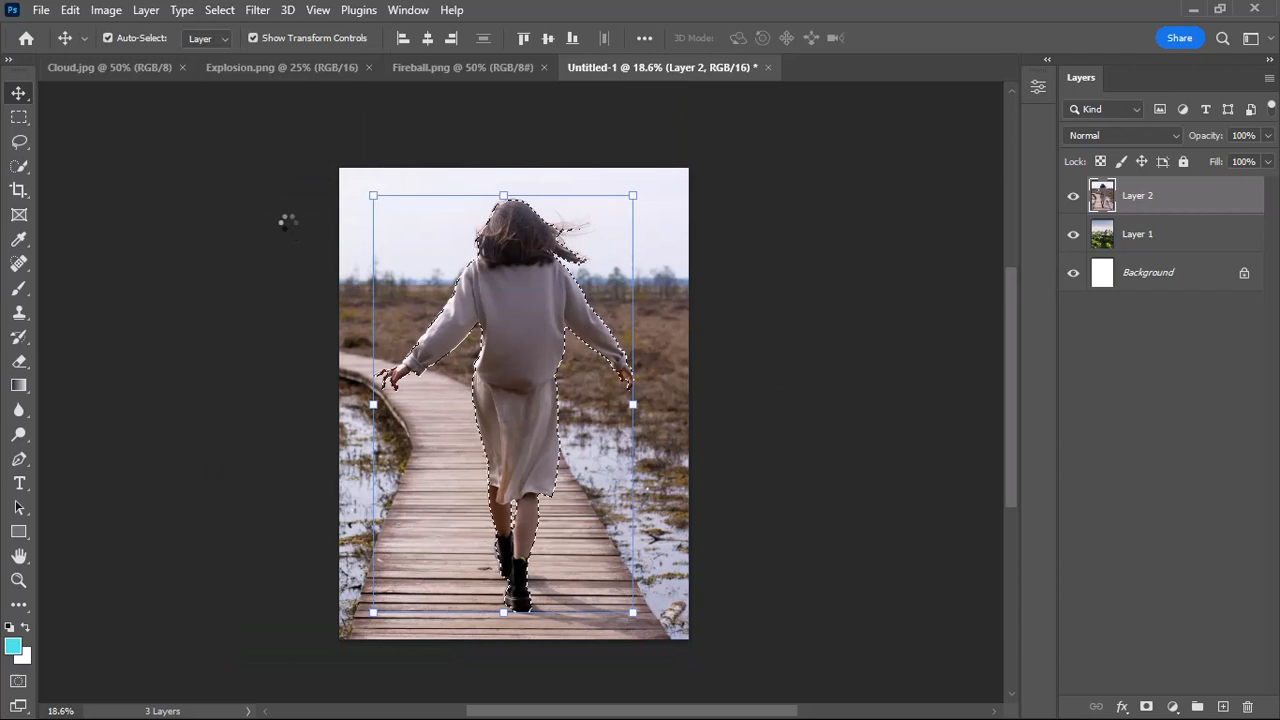 Ps File Edit Image Layer Type Select Filter 3D View Plugins Window Help
Auto-Select: Layer Show Transform Controls 3D Mode: Share
Cloud.jpg @ 50% (RGB/8) Explosion.png @ 25% (RGB/16) Fireball.png @ 50% (RGB/8#) Untitled-1 @ 18.6% (Layer 2, RGB/16) *
Layers
Kind
Normal Opacity: 100%
Lock: Fill: 100%
Layer 2
Layer 1
Background
18.6% 3 Layers